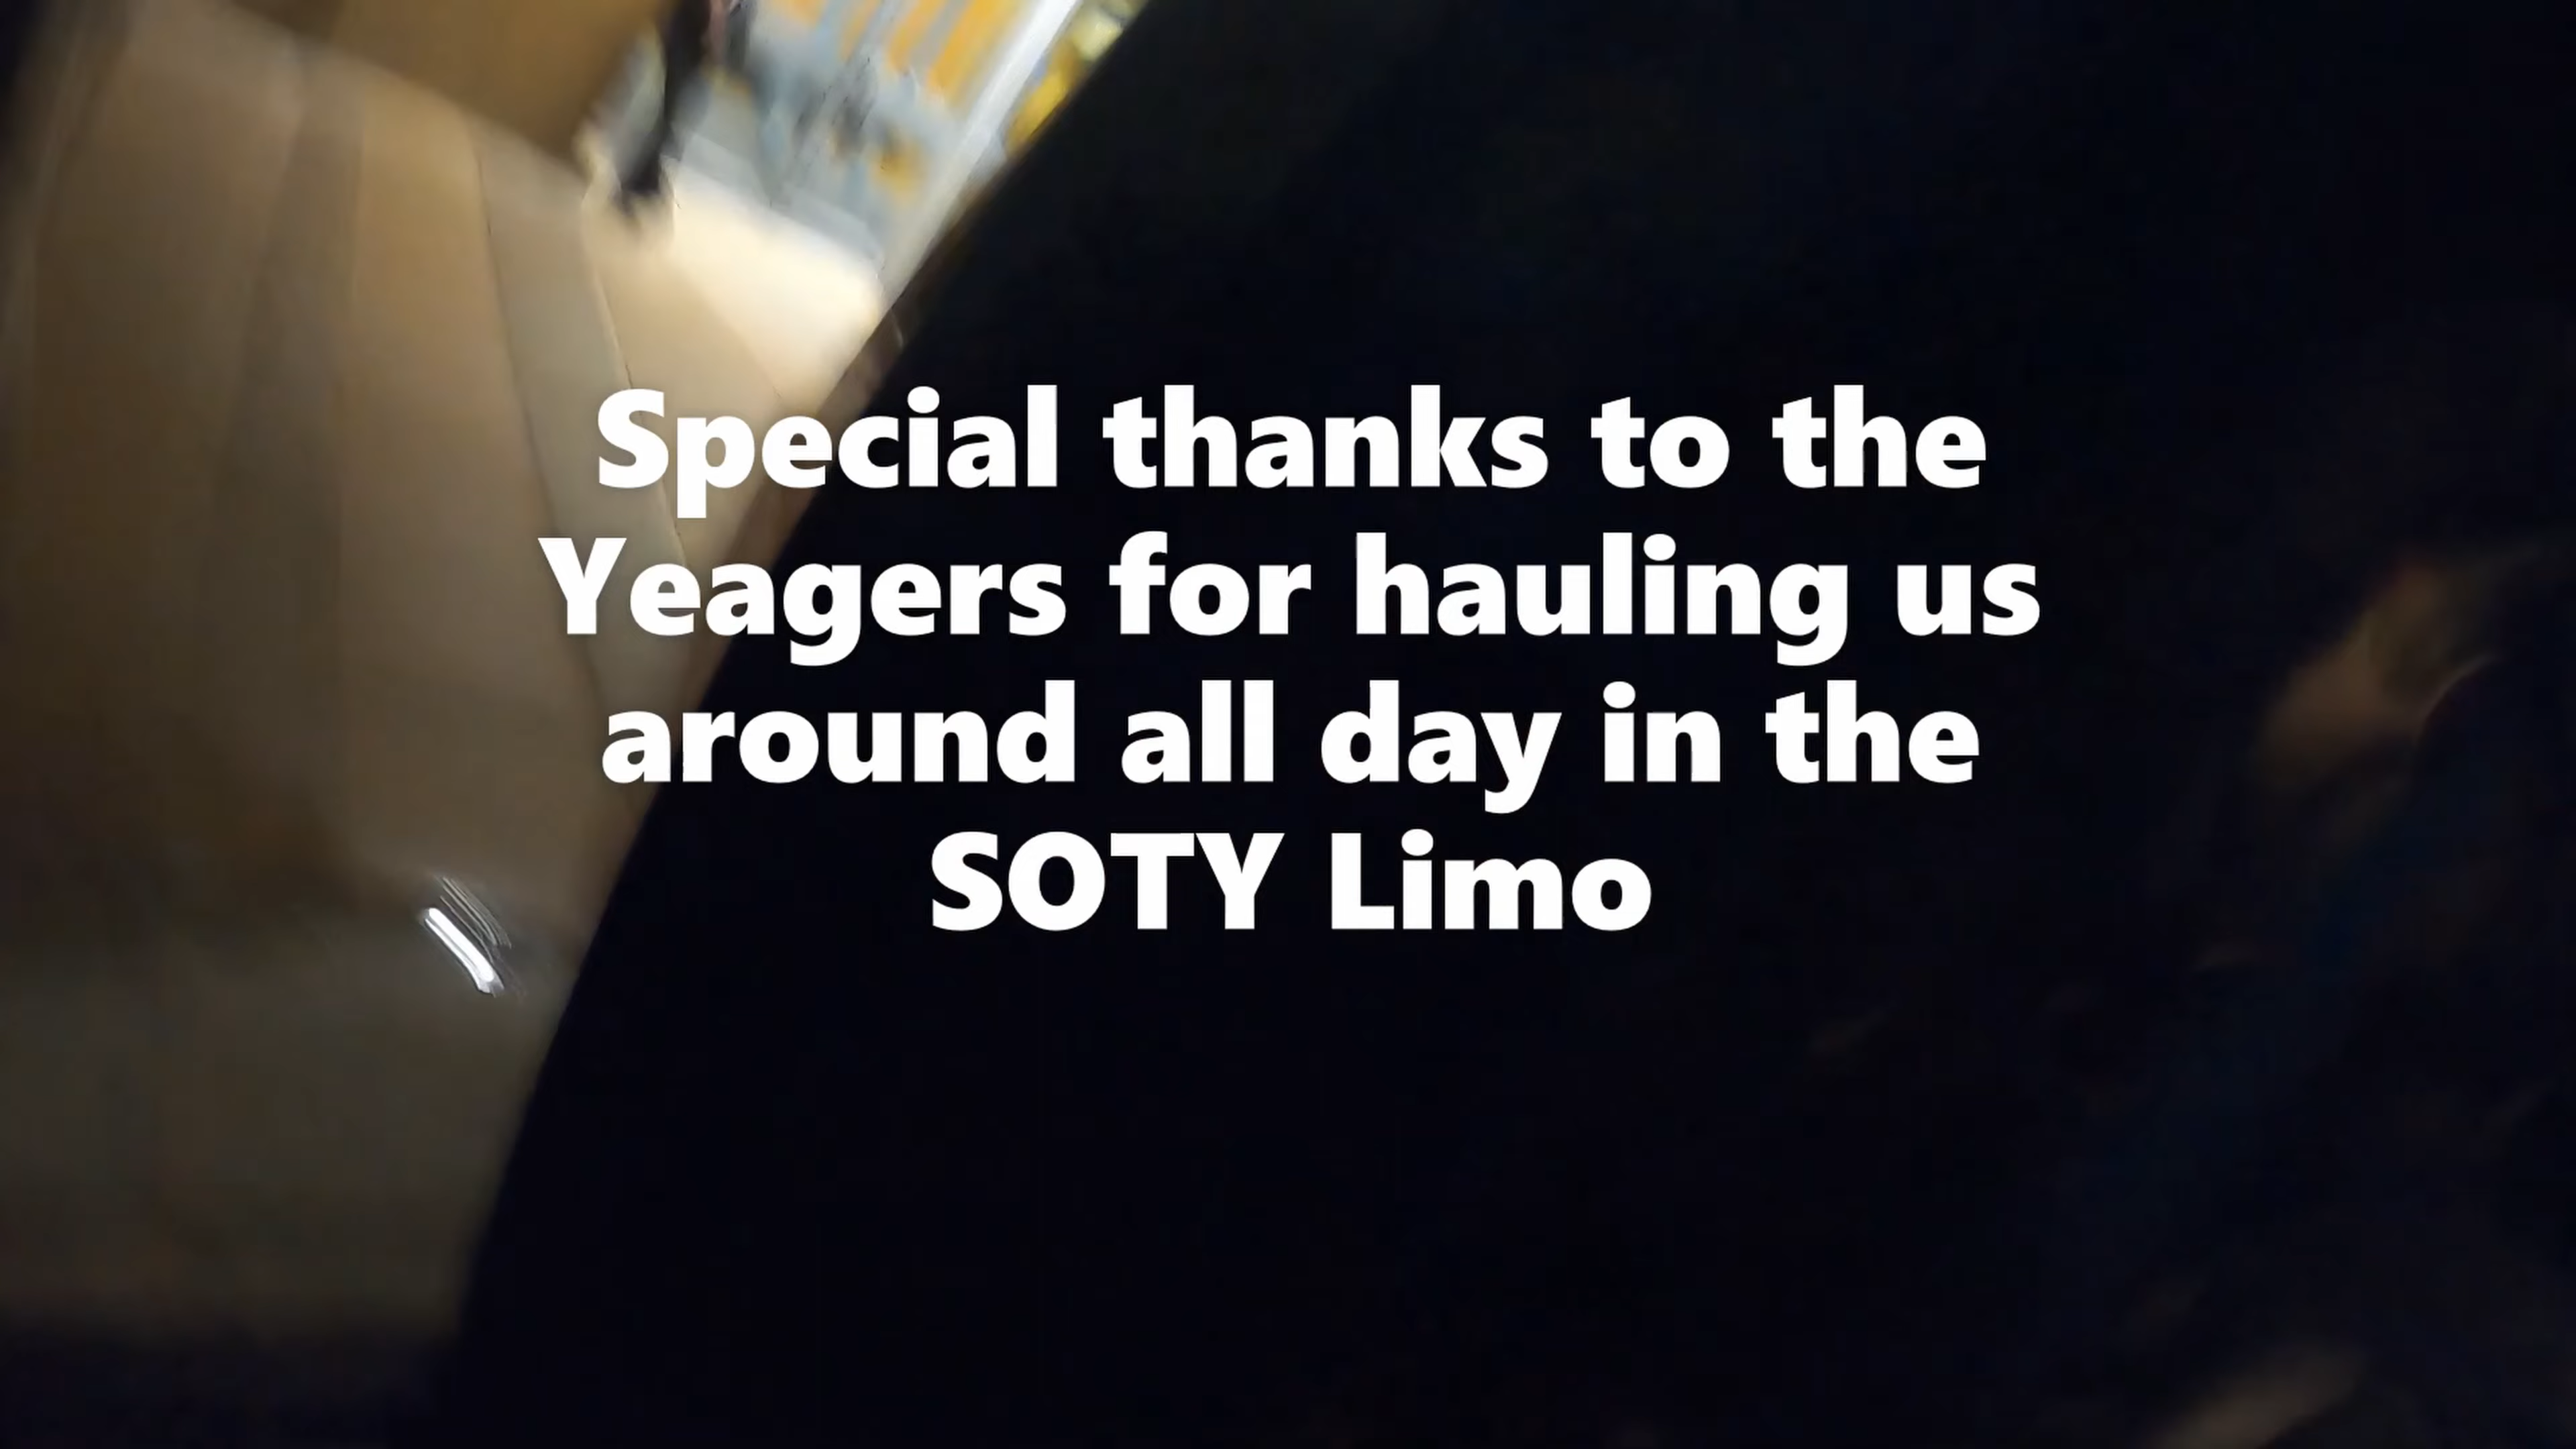 Special thanks to the
Yeagers for hauling us
around all day in the
SOTY Limo